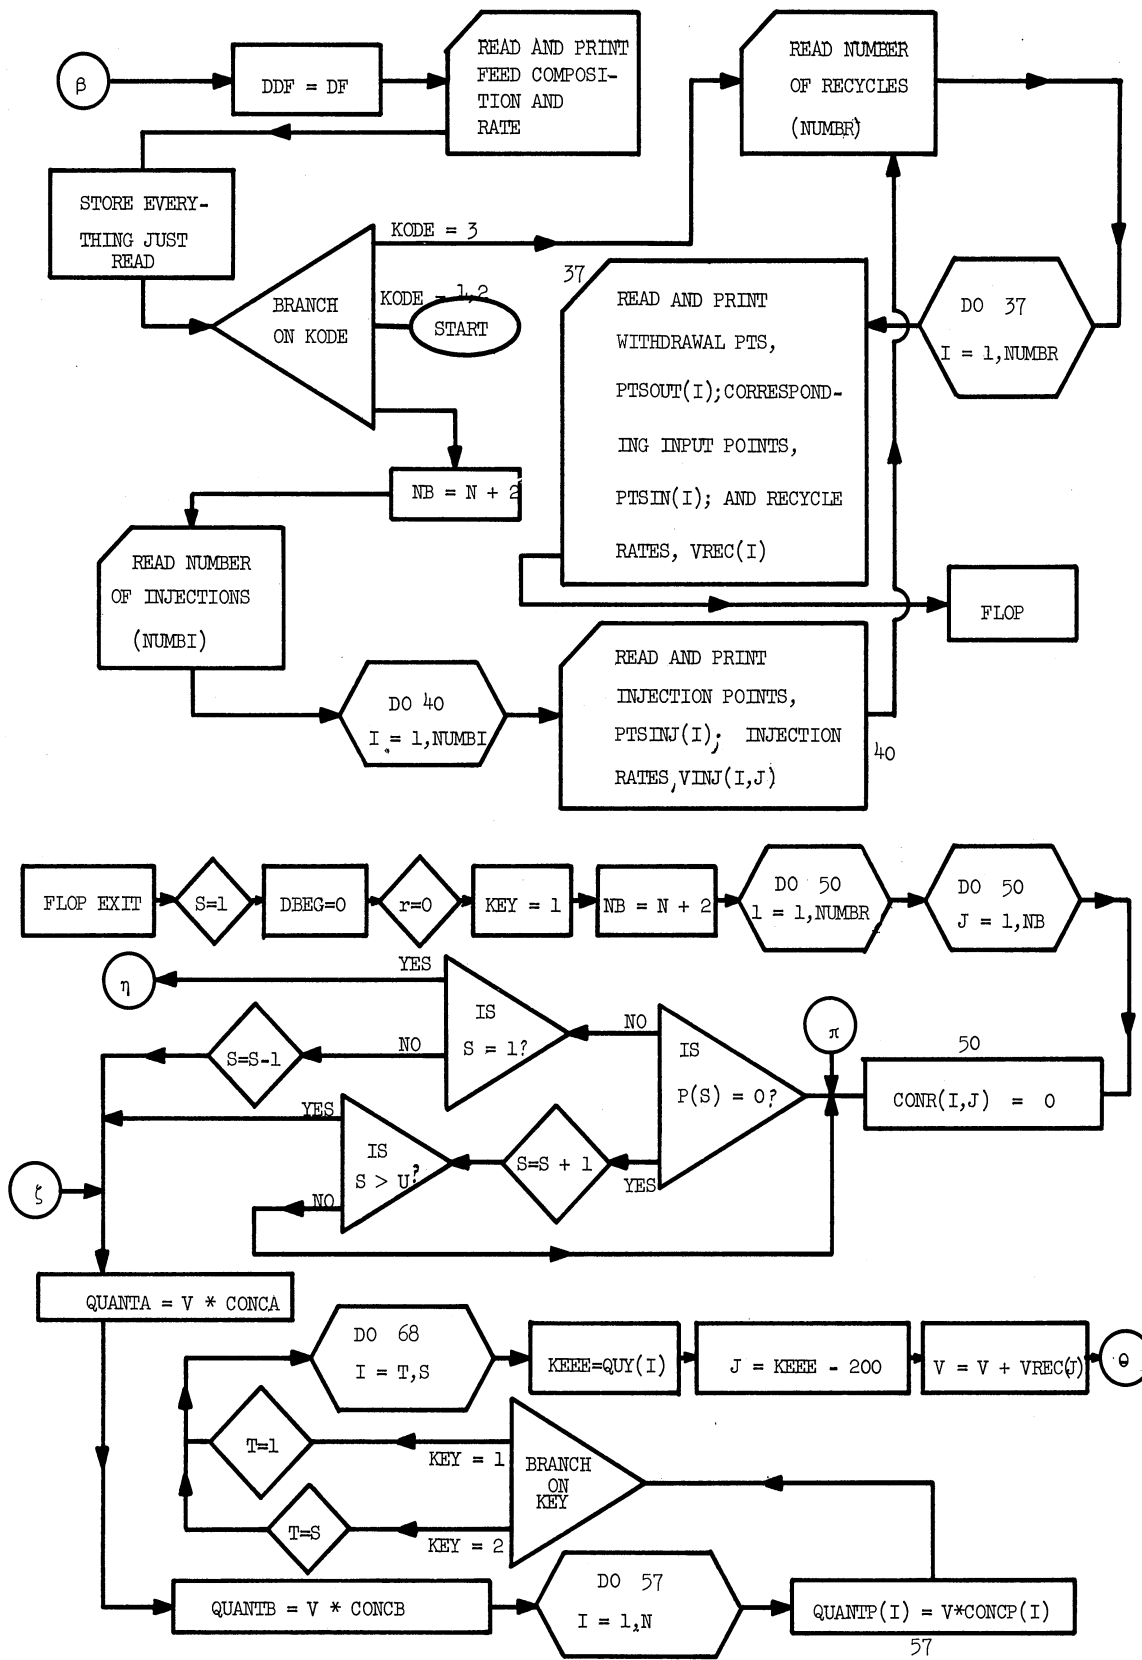 β
DDF = DF
READ AND PRINT
FEED COMPOSI-
TION AND
RATE
READ NUMBER
OF RECYCLES
(NUMBR)
STORE EVERY-
THING JUST
READ
BRANCH
ON KODE
KODE = 3
KODE = 1,2
START
37
READ AND PRINT
WITHDRAWAL PTS,
PTSOUT(I);CORRESPOND-
ING INPUT POINTS,
PTSIN(I); AND RECYCLE
RATES, VREC(I)
DO 37
I = 1,NUMBR
NB = N + 2
READ NUMBER
OF INJECTIONS
(NUMBI)
FLOP
DO 40
I = 1,NUMBI
READ AND PRINT
INJECTION POINTS,
PTSINJ(I); INJECTION
RATES,VINJ(I,J)
40
FLOP EXIT
S=1
DBEG=0
r=0
KEY = 1
NB = N + 2
DO 50
1 = 1,NUMBR
DO 50
J = 1,NB
η
YES
IS
S = 1?
NO
S=S-1
NO
IS
P(S) = 0?
π
50
CONR(I,J) = 0
YES
IS
S > U?
NO
S=S + 1
YES
ζ
QUANTA = V * CONCA
DO 68
I = T,S
KEEE=QUY(I)
J = KEEE - 200
V = V + VREC(J)
θ
T=1
KEY = 1
BRANCH
ON
KEY
T=S
KEY = 2
QUANTB = V * CONCB
DO 57
I = 1,N
QUANTP(I) = V*CONCP(I)
57